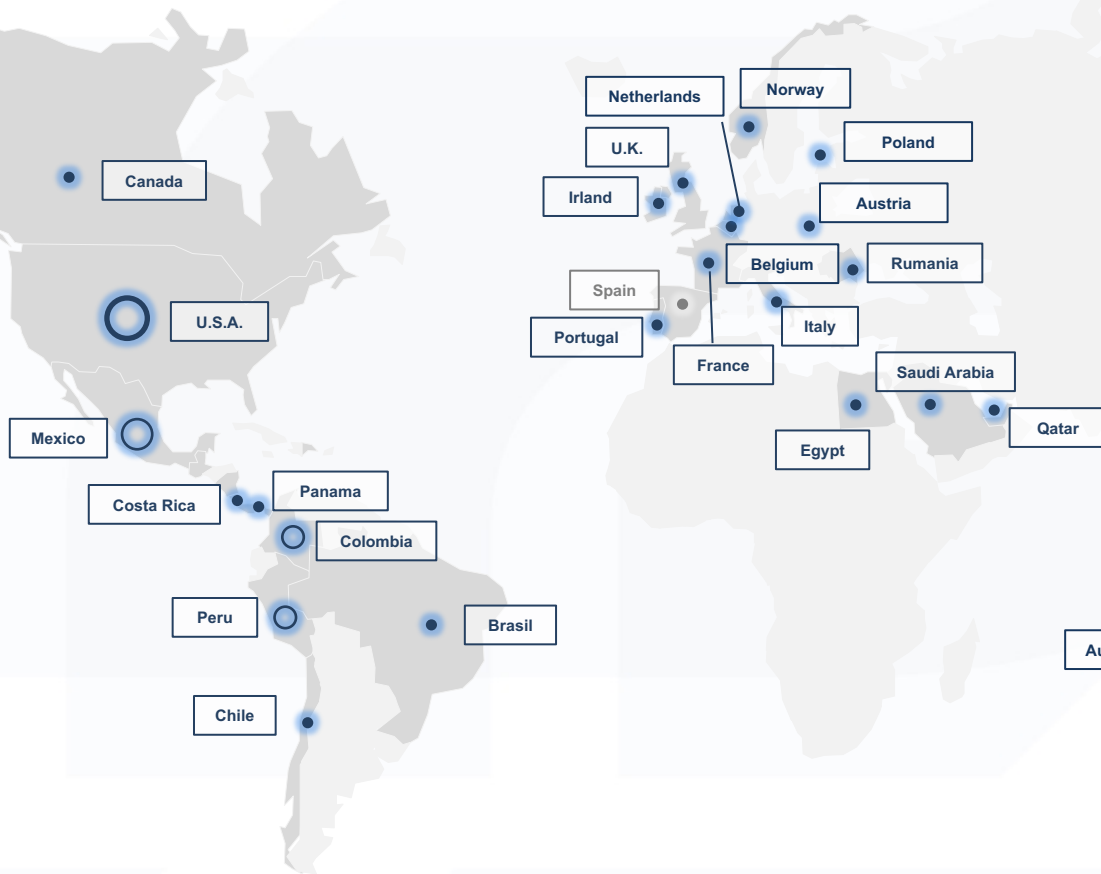 Netherlands
Norway
U.K.
Poland
Canada
Irland
Austria
Belgium
Rumania
Spain
U.S.A.
Portugal
Italy
France
Saudi Arabia
Mexico
Egypt
Qatar
Costa Rica
Panama
Colombia
Peru
Brasil
Chile